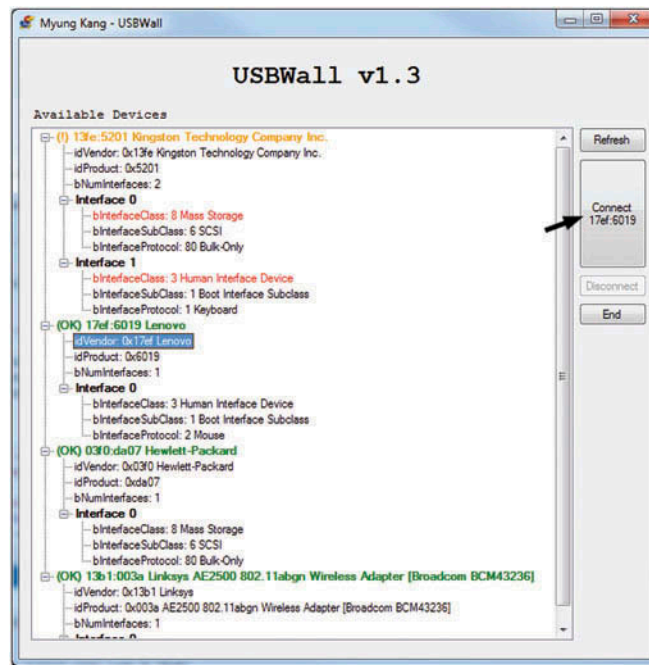 Myung Kang - USBWall
USBWall v1.3
Available Devices
(!) 13fe:5201 Kingston Technology Company Inc.
idVendor: 0x13fe Kingston Technology Company Inc.
idProduct: 0x5201
bNumInterfaces: 2
Interface 0
bInterfaceClass: 8 Mass Storage
bInterfaceSubClass: 6 SCSI
bInterfaceProtocol: 80 Bulk-Only
Interface 1
bInterfaceClass: 3 Human Interface Device
bInterfaceSubClass: 1 Boot Interface Subclass
bInterfaceProtocol: 1 Keyboard
(OK) 17ef:6019 Lenovo
idVendor: 0x17ef Lenovo
idProduct: 0x6019
bNumInterfaces: 1
Interface 0
bInterfaceClass: 3 Human Interface Device
bInterfaceSubClass: 1 Boot Interface Subclass
bInterfaceProtocol: 2 Mouse
(OK) 03f0:da07 Hewlett-Packard
idVendor: 0x03f0 Hewlett-Packard
idProduct: 0xda07
bNumInterfaces: 1
Interface 0
bInterfaceClass: 8 Mass Storage
bInterfaceSubClass: 6 SCSI
bInterfaceProtocol: 80 Bulk-Only
(OK) 13b1:003a Linksys AE2500 802.11abgn Wireless Adapter [Broadcom BCM43236]
idVendor: 0x13b1 Linksys
idProduct: 0x003a AE2500 802.11abgn Wireless Adapter [Broadcom BCM43236]
bNumInterfaces: 1
Interface 0
Refresh
Connect
17ef:6019
Disconnect
End